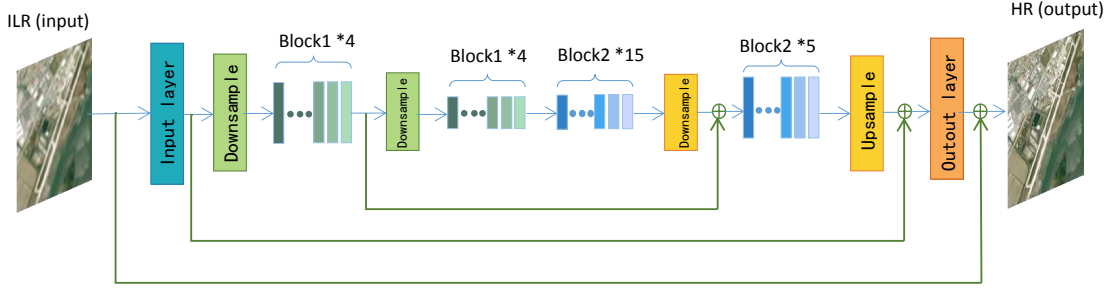 ILR (input)
HR (output)
Block1 *4
Block1 *4
Block2 *15
Block2 *5
Input layer
Downsample
Downsample
Downsample
Upsample
Outout layer